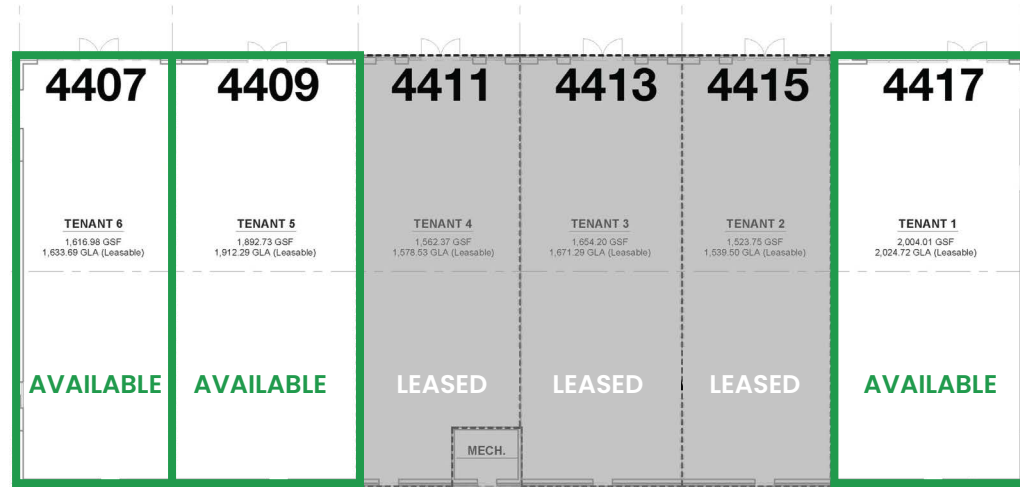 4407
TENANT 6
1,616.98 GSF
1,633.69 GLA (Leasable)
AVAILABLE
4409
TENANT 5
1,892.73 GSF
1,912.29 GLA (Leasable)
AVAILABLE
4411
TENANT 4
1,562.37 GSF
1,578.53 GLA (Leasable)
LEASED
MECH.
4413
TENANT 3
1,654.20 GSF
1,671.29 GLA (Leasable)
LEASED
4415
TENANT 2
1,523.75 GSF
1,539.50 GLA (Leasable)
LEASED
4417
TENANT 1
2,004.01 GSF
2,024.72 GLA (Leasable)
AVAILABLE